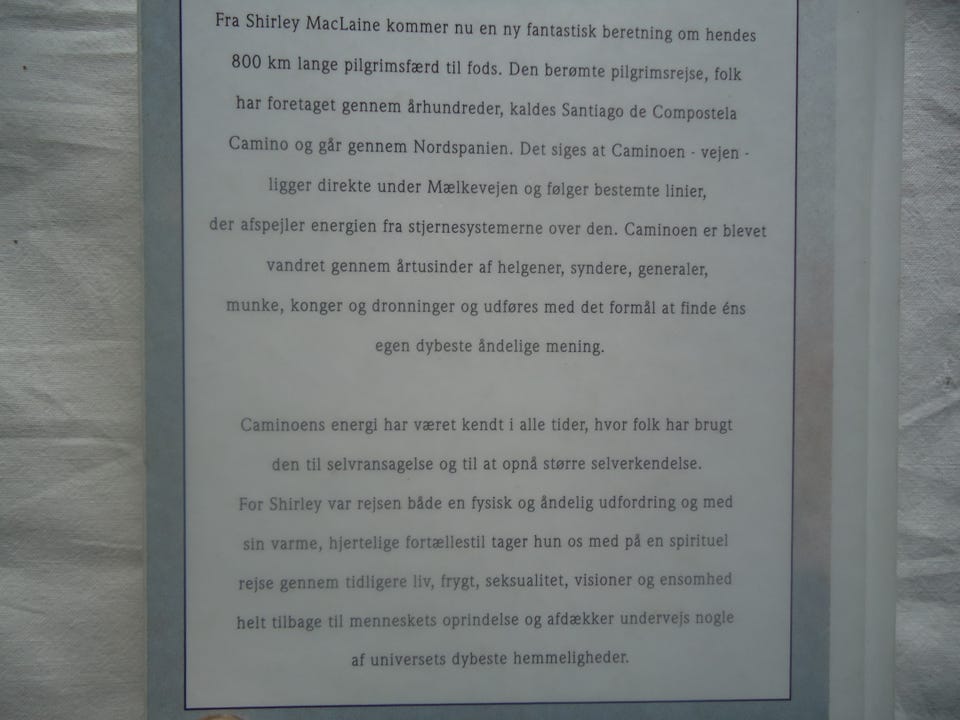 Fra Shirley MacLaine kommer nu en ny fantastisk beretning om hendes
800 km lange pilgrimsfærd til fods. Den berømte pilgrimsrejse, folk
har foretaget gennem århundreder, kaldes Santiago de Compostela
Camino og går gennem Nordspanien. Det siges at Caminoen - vejen -
ligger direkte under Mælkevejen og følger bestemte linier,
der afspejler energien fra stjernesystemerne over den. Caminoen er blevet
vandret gennem årtusinder af helgener, syndere, generaler,
munke, konger og dronninger og udføres med det formål at finde éns
egen dybeste åndelige mening.
Caminoens energi har været kendt i alle tider, hvor folk har brugt
den til selvransagelse og til at opnå større selverkendelse.
For Shirley var rejsen både en fysisk og åndelig udfordring og med
sin varme, hjertelige fortællestil tager hun os med på en spirituel
rejse gennem tidligere liv, frygt, seksualitet, visioner og ensomhed
helt tilbage til menneskets oprindelse og afdækker undervejs nogle
af universets dybeste hemmeligheder.